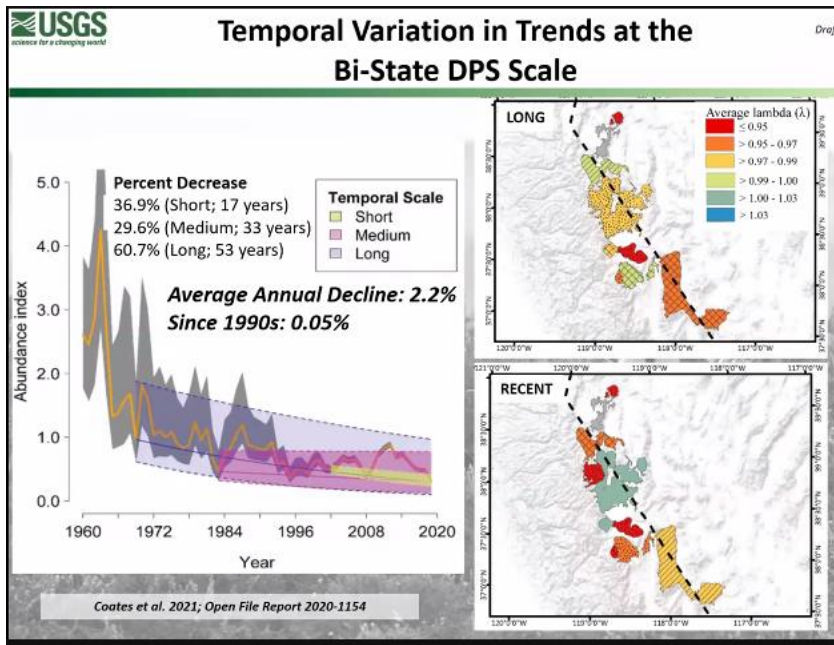 USGS
science for a changing world
Temporal Variation in Trends at the
Bi-State DPS Scale
Draf
Percent Decrease
36.9% (Short; 17 years)
29.6% (Medium; 33 years)
60.7% (Long; 53 years)
Temporal Scale
Short
Medium
Long
Average Annual Decline: 2.2%
Since 1990s: 0.05%
Abundance index
5.0
4.0
3.0
2.0
1.0
0.0
1960
1972
1984
1996
2008
2020
Year
Coates et al. 2021; Open File Report 2020-1154
LONG
Average lambda (λ)
≤ 0.95
> 0.95 - 0.97
> 0.97 - 0.99
> 0.99 - 1.00
> 1.00 - 1.03
> 1.03
120°0'0"W
119°0'0"W
118°0'0"W
121°0'0"W
120°0'0"W
119°0'0"W
118°0'0"W
RECENT
120°0'0"W
119°0'0"W
118°0'0"W